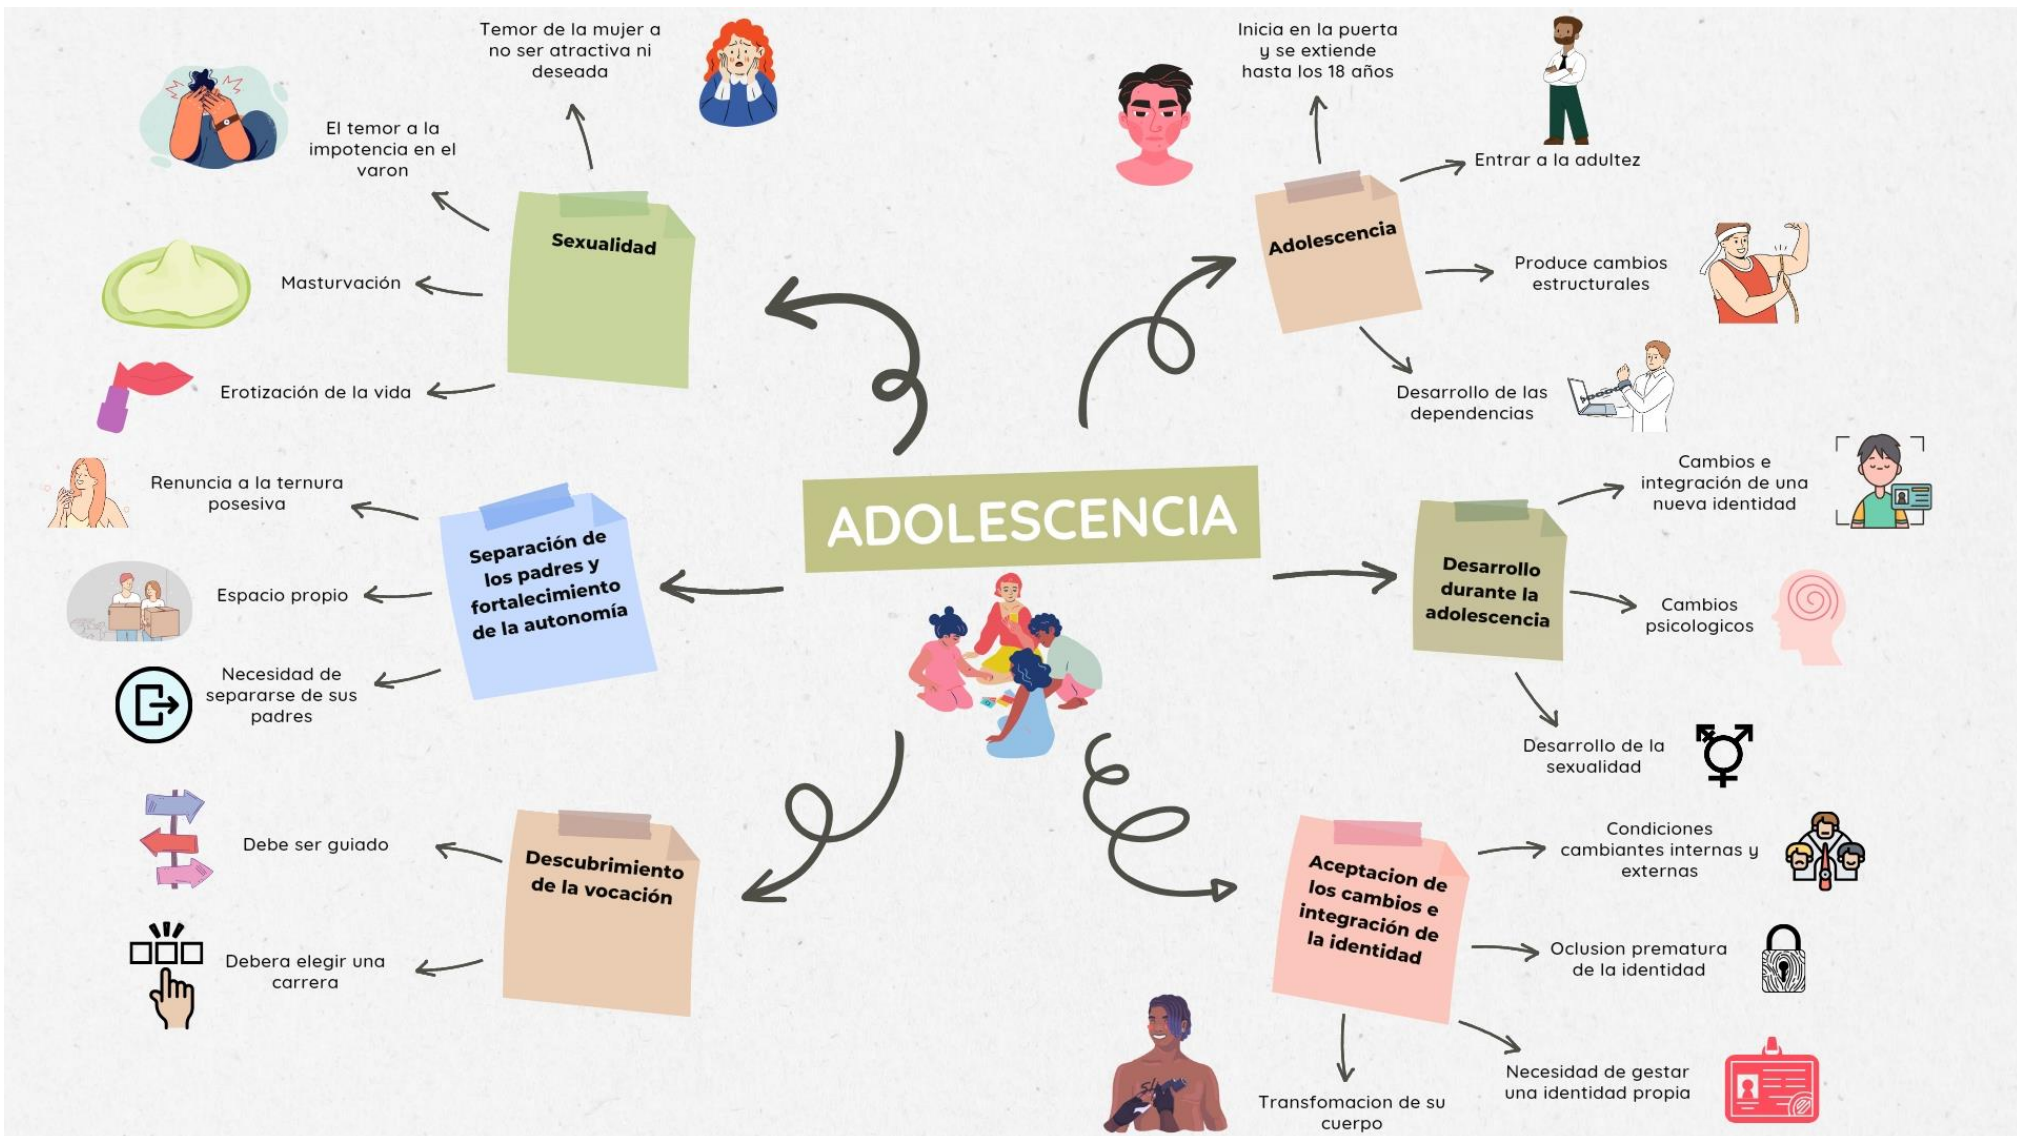 Temor de la mujer a
no ser atractiva ni
deseada
El temor a la
impotencia en el
varon
Sexualidad
Masturvación
Erotización de la vida
Inicia en la puerta
y se extiende
hasta los 18 años
Entrar a la adultez
Adolescencia
Produce cambios
estructurales
Desarrollo de las
dependencias
ADOLESCENCIA
Renuncia a la ternura
posesiva
Separación de
los padres y
fortalecimiento
de la autonomía
Espacio propio
Necesidad de
separarse de sus
padres
Cambios e
integración de una
nueva identidad
Desarrollo
durante la
adolescencia
Cambios
psicologicos
Desarrollo de la
sexualidad
Debe ser guiado
Descubrimiento
de la vocación
Debera elegir una
carrera
Condiciones
cambiantes internas y
externas
Aceptacion de
los cambios e
integración de
la identidad
Oclusion prematura
de la identidad
Necesidad de gestar
una identidad propia
Transfomacion de su
cuerpo